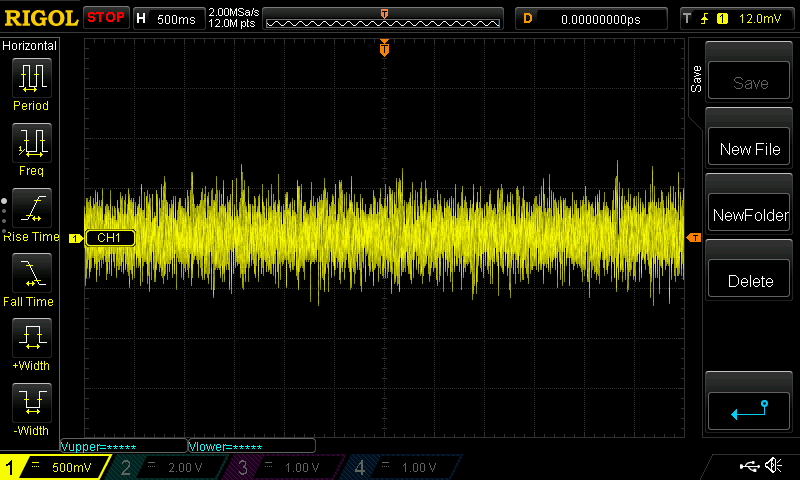 RIGOL STOP H 500ms 2.00MSa/s 12.0M pts T D 0.00000000ps T 1 12.0mV
Horizontal
Period
Freq
Rise Time
Fall Time
+Width
-Width
T
1 CH1
T
Save
Save
New File
NewFolder
Delete
Vupper=***** Vlower=*****
1 500mV 2 2.00 V 3 1.00 V 4 1.00 V